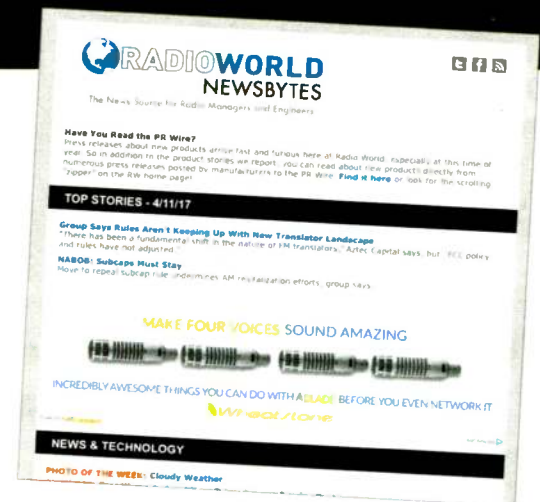 RADIOWORLD
NEWSBYTES
The News Source for Radio Managers and Engineers
Have You Read the PR Wire?
Press releases about new products arrive fast and furious here at Radio World, especially at this time of
year. So in addition to the product stories we report, you can read about new products directly from
numerous press releases posted by manufacturers to the PR Wire. Find it here or look for the scrolling
"zipper" on the RW home page!
TOP STORIES - 4/11/17
Group Says Rules Aren't Keeping Up With New Translator Landscape
"There has been a fundamental shift in the nature of FM translators," Aztec Capital says, but FCC policy
and rules have not adjusted."
NABOB: Subcaps Must Stay
Move to repeal subcap rule undermines AM revitalization efforts, group says
MAKE FOUR VOICES SOUND AMAZING
INCREDIBLY AWESOME THINGS YOU CAN DO WITH A BLADE BEFORE YOU EVEN NETWORK IT
Wheatstone
NEWS & TECHNOLOGY
PHOTO OF THE WEEK: Cloudy Weather